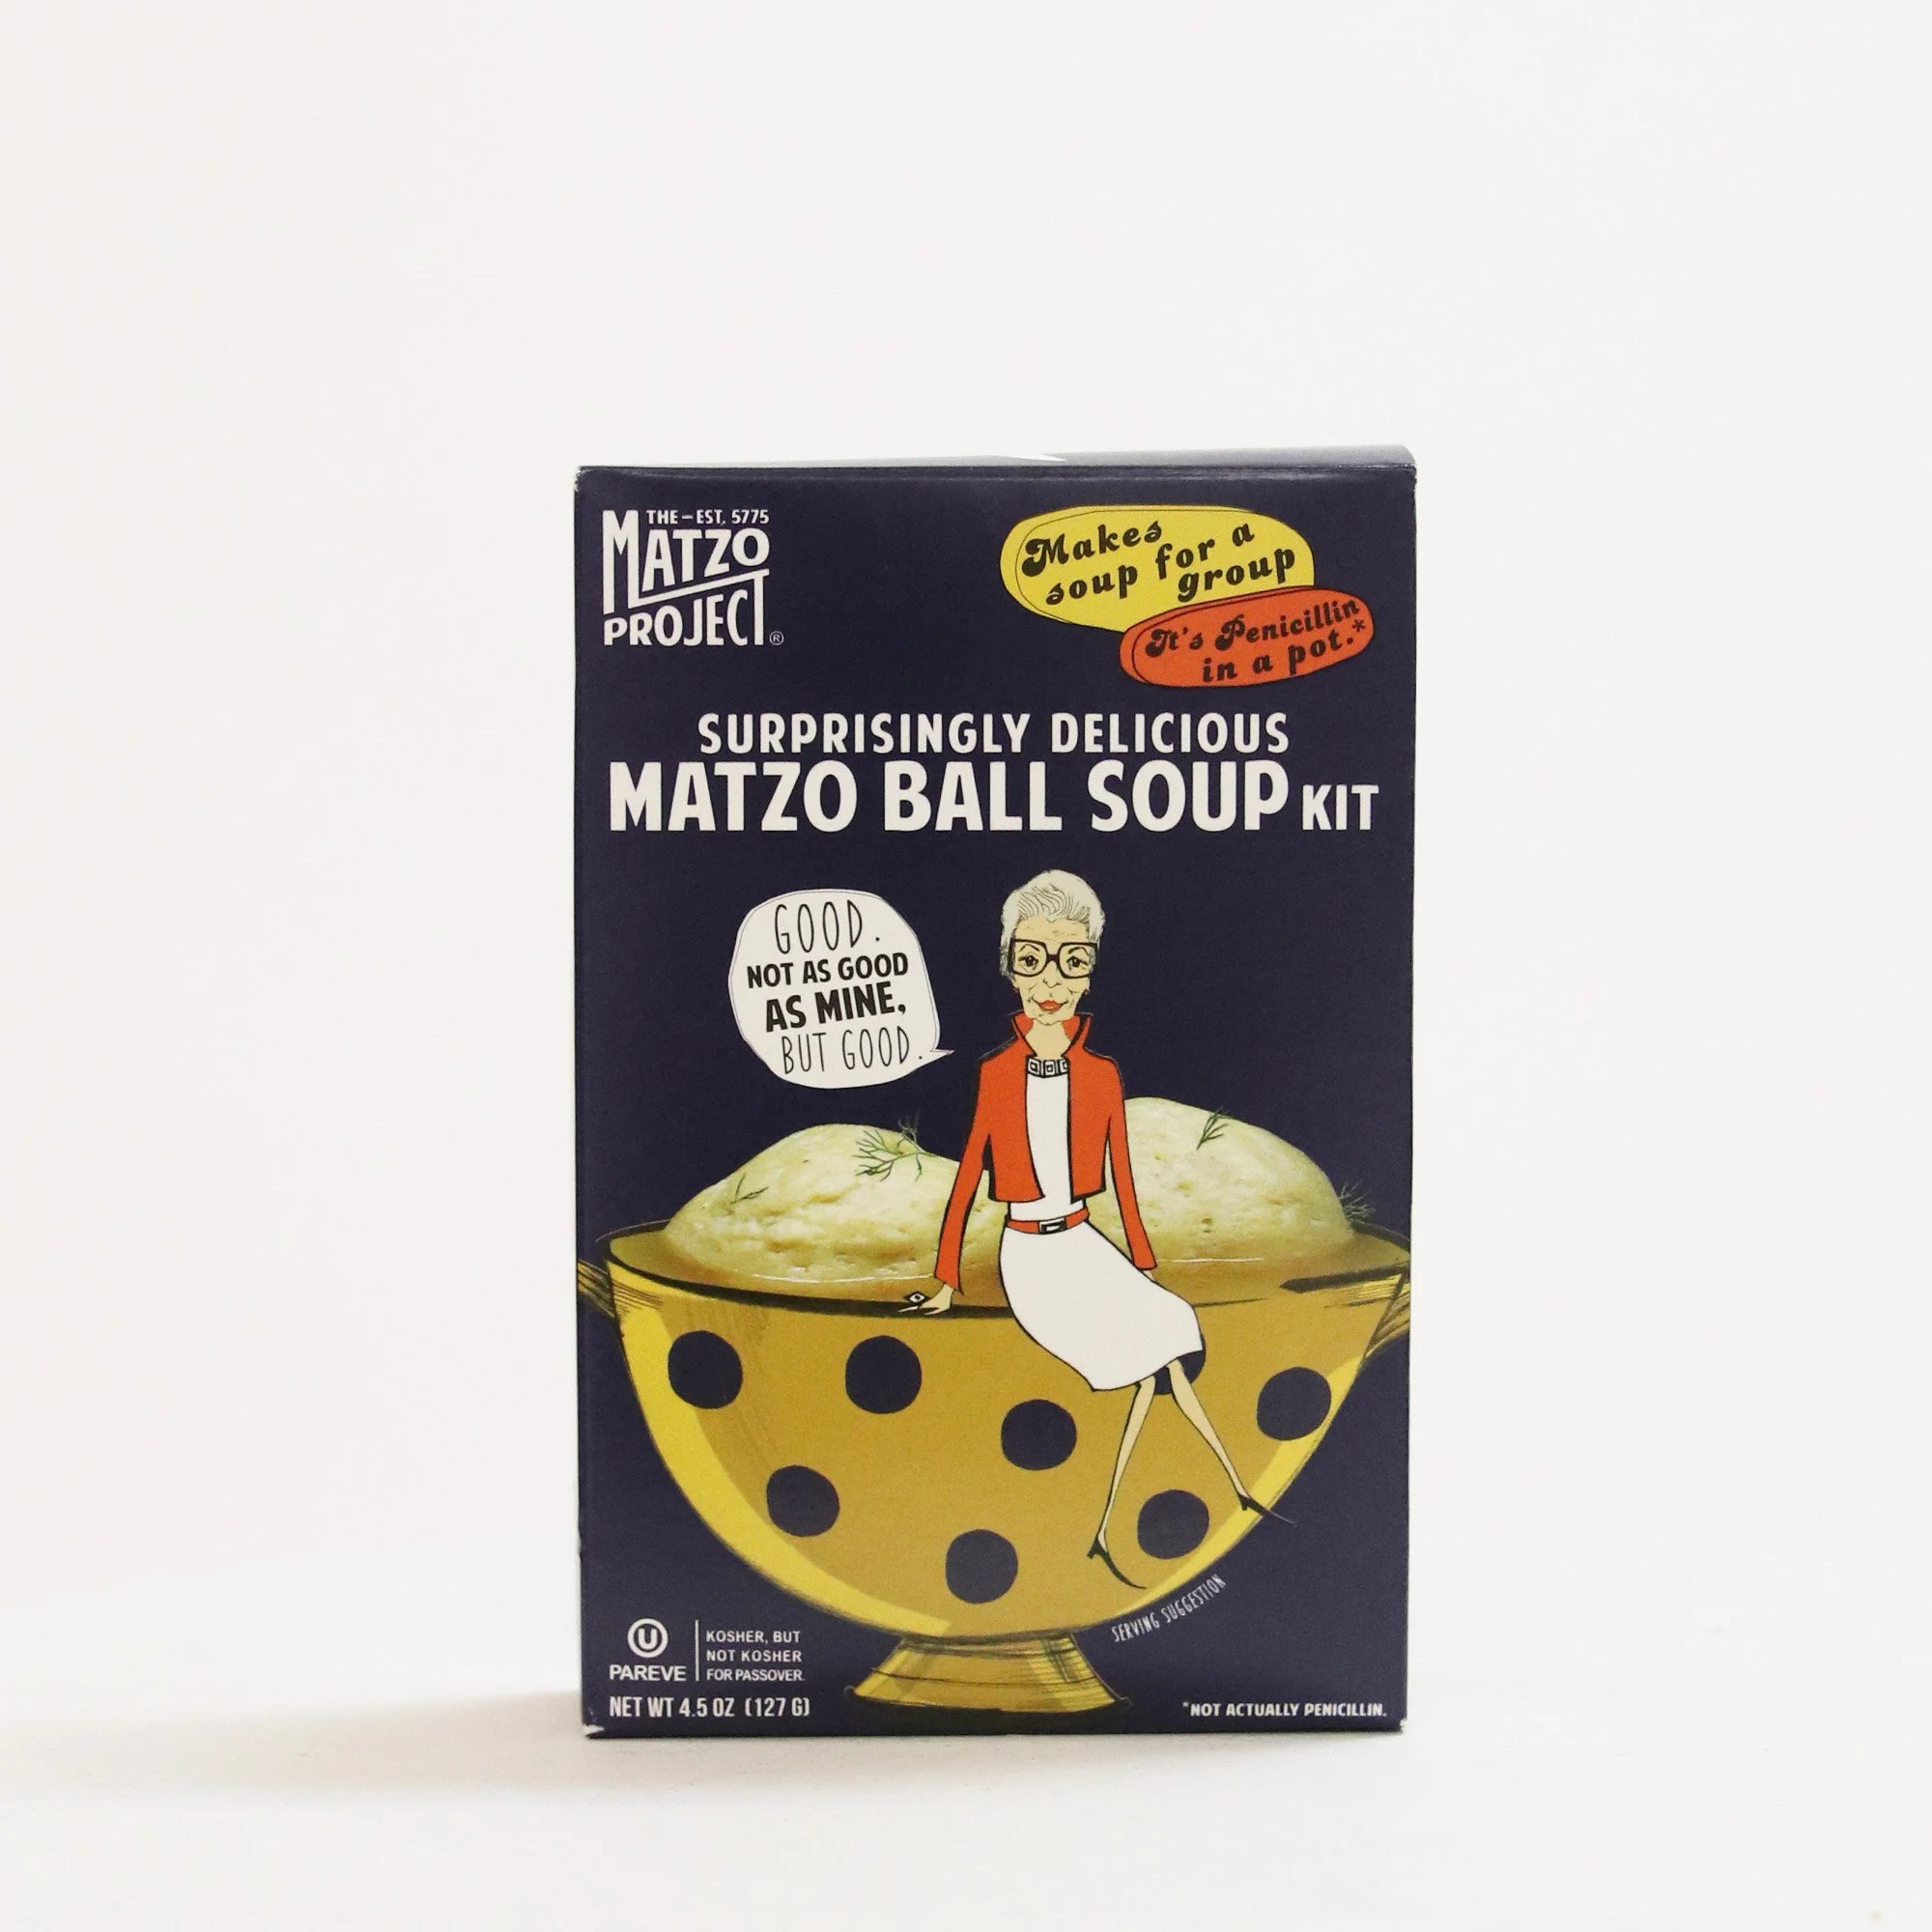 THE – EST. 5775
MATZO
PROJECT®
Makes
soup for a
group
It's Penicillin
in a pot.*
SURPRISINGLY DELICIOUS
MATZO BALL SOUP KIT
GOOD.
NOT AS GOOD
AS MINE,
BUT GOOD.
SERVING SUGGESTION
U
PAREVE
KOSHER, BUT
NOT KOSHER
FOR PASSOVER.
NET WT 4.5 OZ (127 G)
*NOT ACTUALLY PENICILLIN.